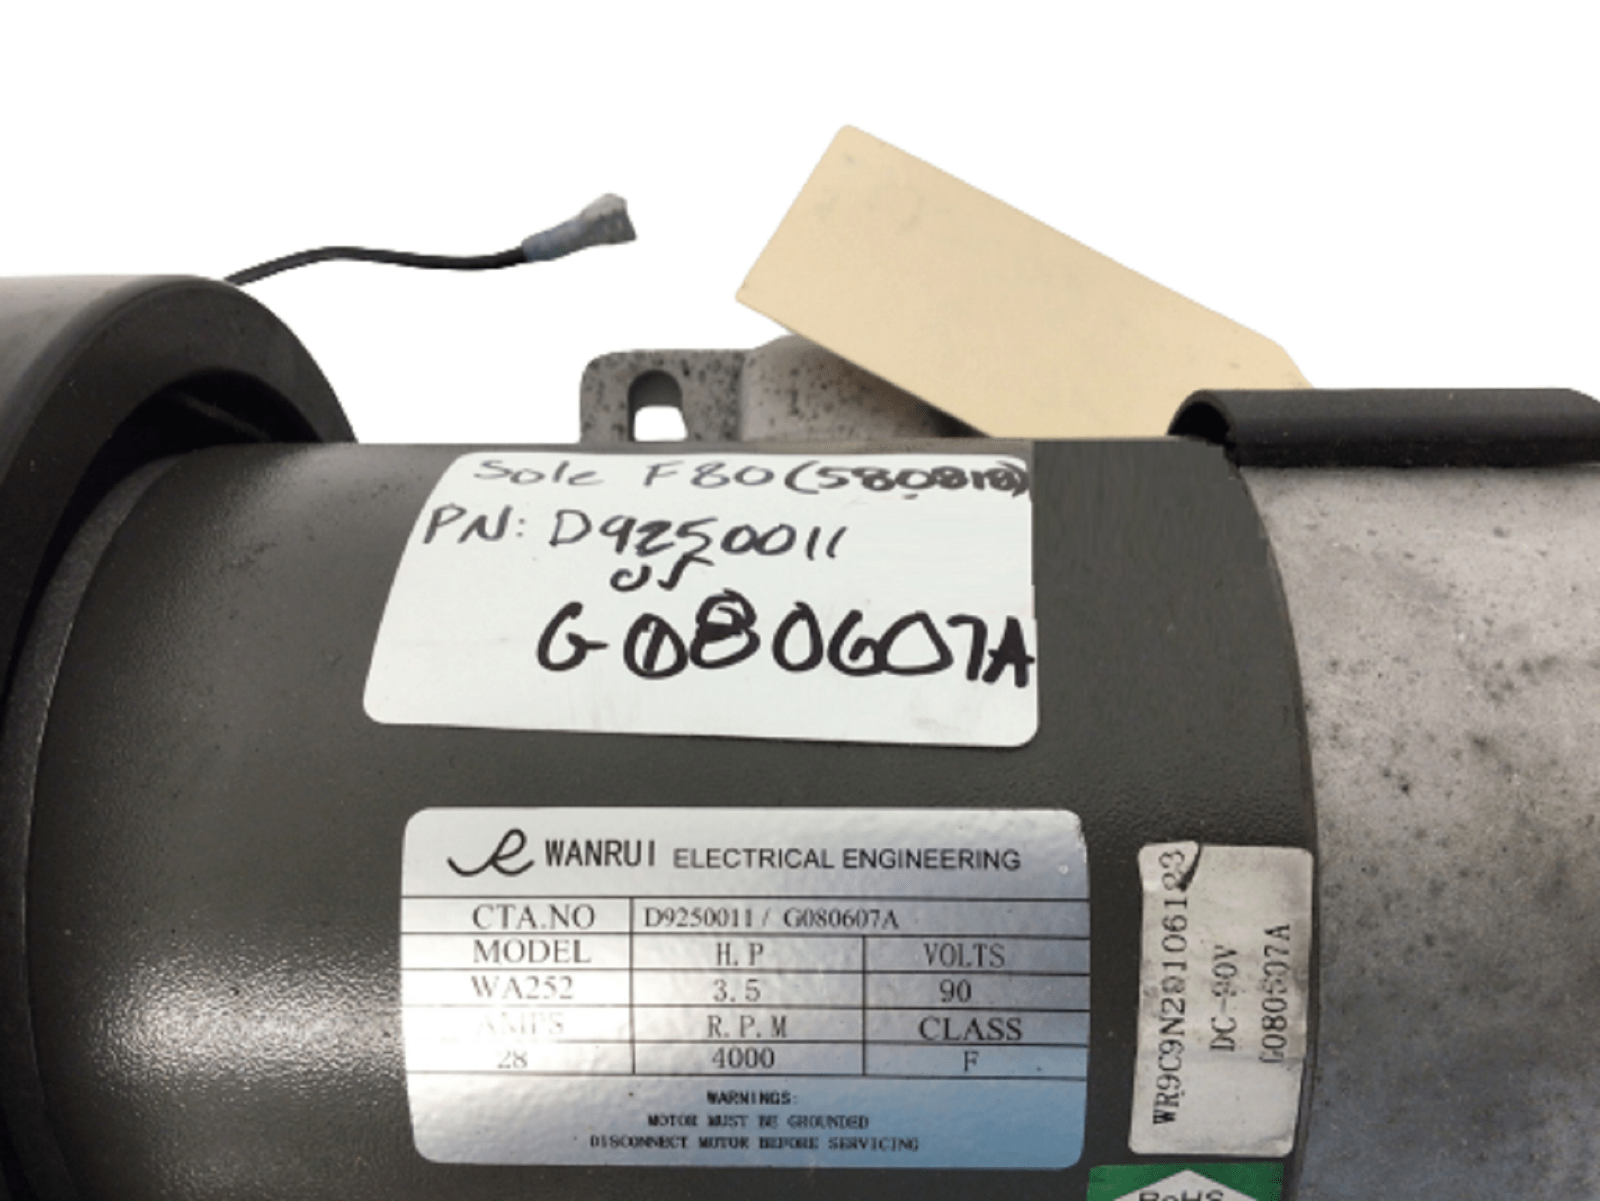 Sole F80 (580818)
PN: D9250011
or
G080607A
WANRUI ELECTRICAL ENGINEERING
CTA.NO D9250011 / G080607A
MODEL H.P VOLTS
WA252 3.5 90
AMPS R.P.M CLASS
28 4000 F
WARNINGS:
MOTOR MUST BE GROUNDED
DISCONNECT MOTOR BEFORE SERVICING
DC-90V
G080607A
RoHS